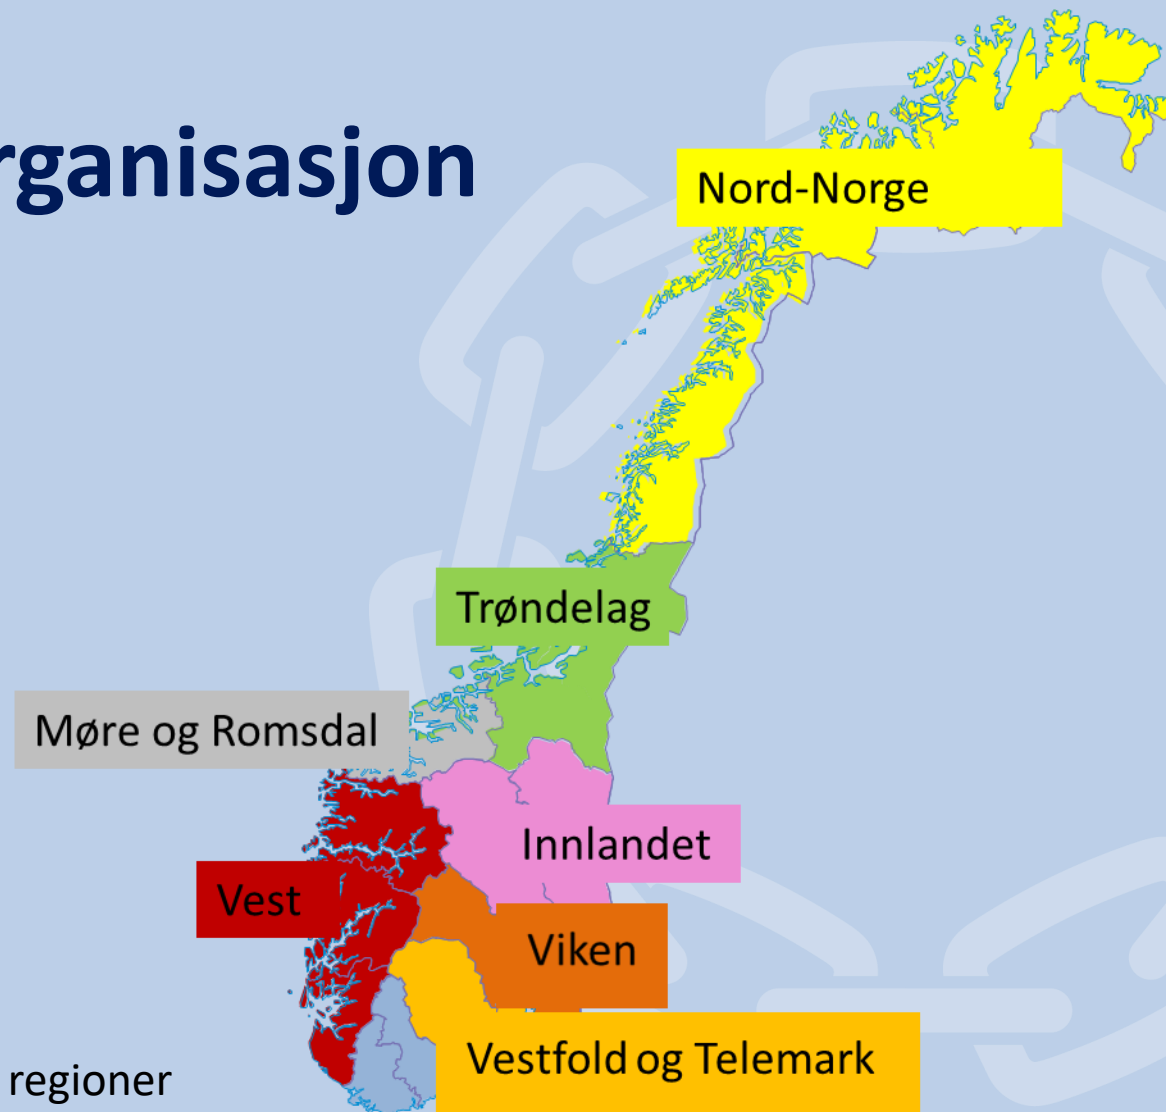 rganisasjon
Nord-Norge
Trøndelag
Møre og Romsdal
Innlandet
Vest
Viken
Vestfold og Telemark
regioner